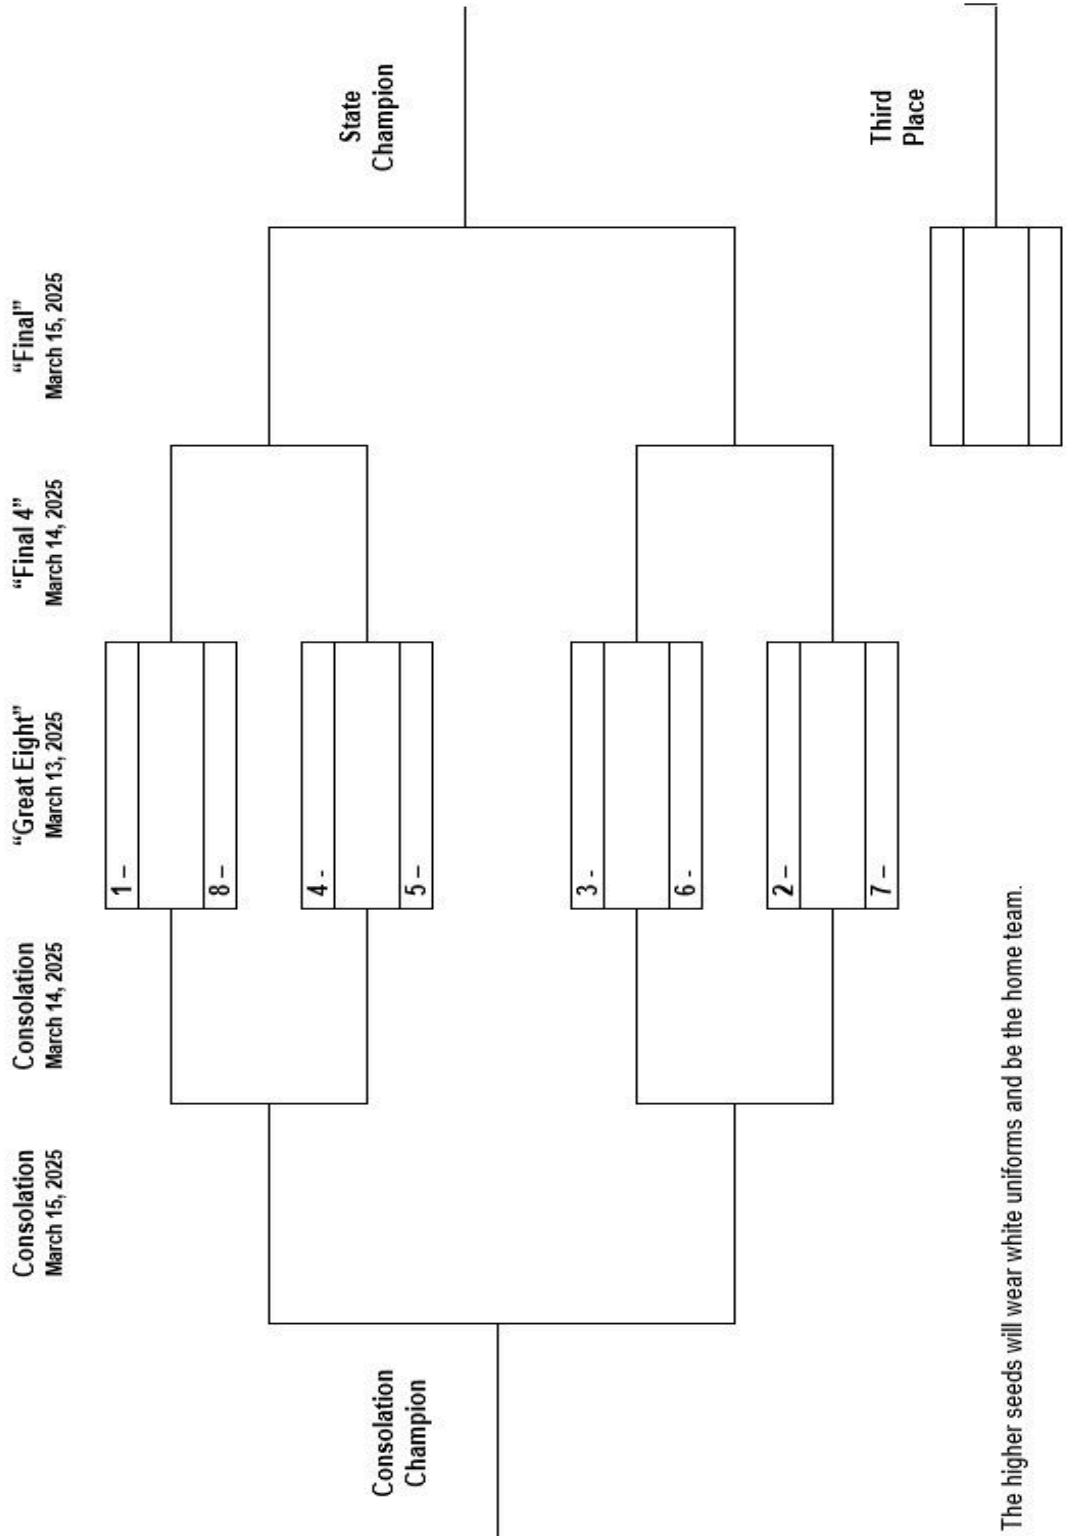 Consolation
March 15, 2025
Consolation
March 14, 2025
“Great Eight”
March 13, 2025
“Final 4”
March 14, 2025
“Final”
March 15, 2025
1 –
8 –
4 -
5 –
3 -
6 -
2 –
7 –
Consolation
Champion
State
Champion
Third
Place
The higher seeds will wear white uniforms and be the home team.